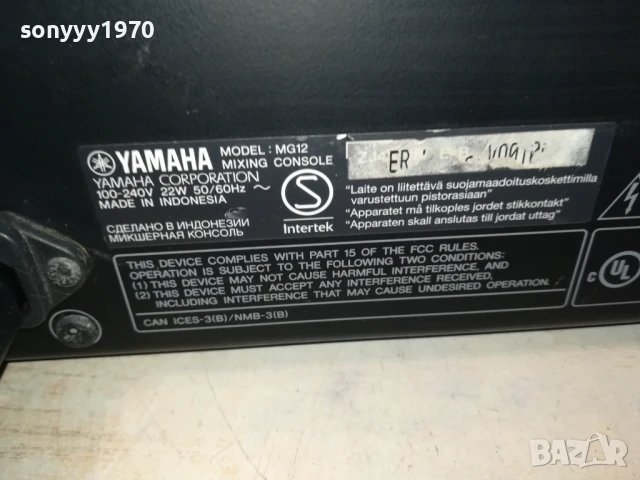 sonyyy1970
YAMAHA MODEL : MG12
MIXING CONSOLE
YAMAHA CORPORATION
100-240V 22W 50/60Hz ~
MADE IN INDONESIA
СДЕЛАНО В ИНДОНЕЗИИ
МИКШЕРНАЯ КОНСОЛЬ
S
Intertek
ER
"Laite on liitettävä suojamaadoituskoskettimilla
varustettuun pistorasiaan"
"Apparatet må tilkoples jordet stikkontakt"
"Apparaten skall anslutas till jordat uttag"
THIS DEVICE COMPLIES WITH PART 15 OF THE FCC RULES.
OPERATION IS SUBJECT TO THE FOLLOWING TWO CONDITIONS:
(1) THIS DEVICE MAY NOT CAUSE HARMFUL INTERFERENCE, AND
(2) THIS DEVICE MUST ACCEPT ANY INTERFERENCE RECEIVED,
INCLUDING INTERFERENCE THAT MAY CAUSE UNDESIRED OPERATION.
CAN ICES-3(B)/NMB-3(B)
C UL
BAZAR